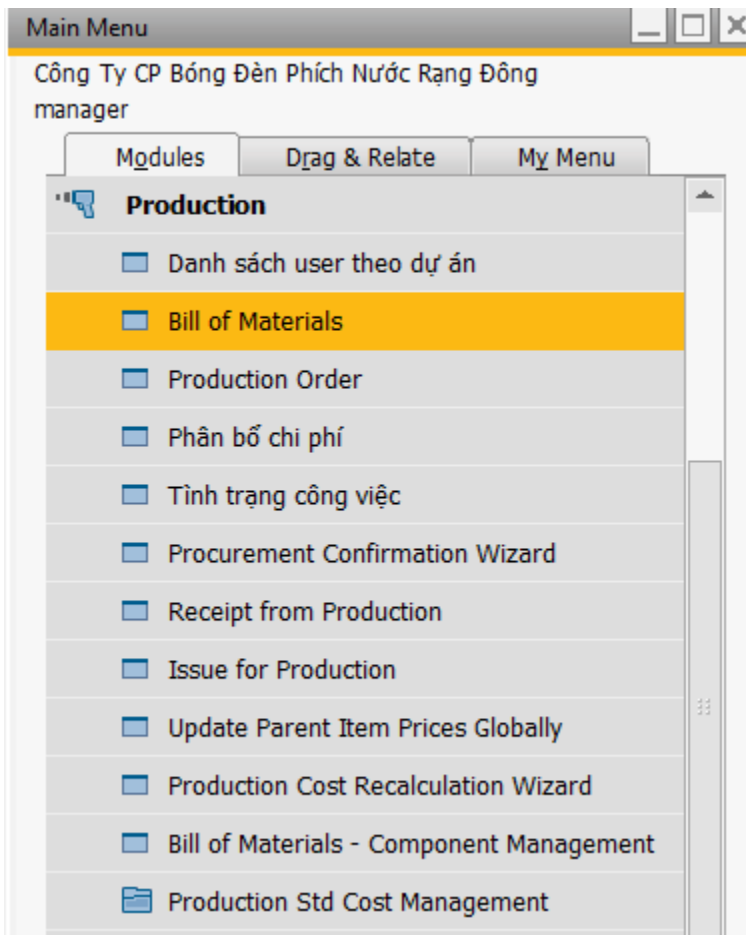 Main Menu
Công Ty CP Bóng Đèn Phích Nước Rạng Đông
manager
Modules
Drag & Relate
My Menu
Production
Danh sách user theo dự án
Bill of Materials
Production Order
Phân bổ chi phí
Tình trạng công việc
Procurement Confirmation Wizard
Receipt from Production
Issue for Production
Update Parent Item Prices Globally
Production Cost Recalculation Wizard
Bill of Materials - Component Management
Production Std Cost Management